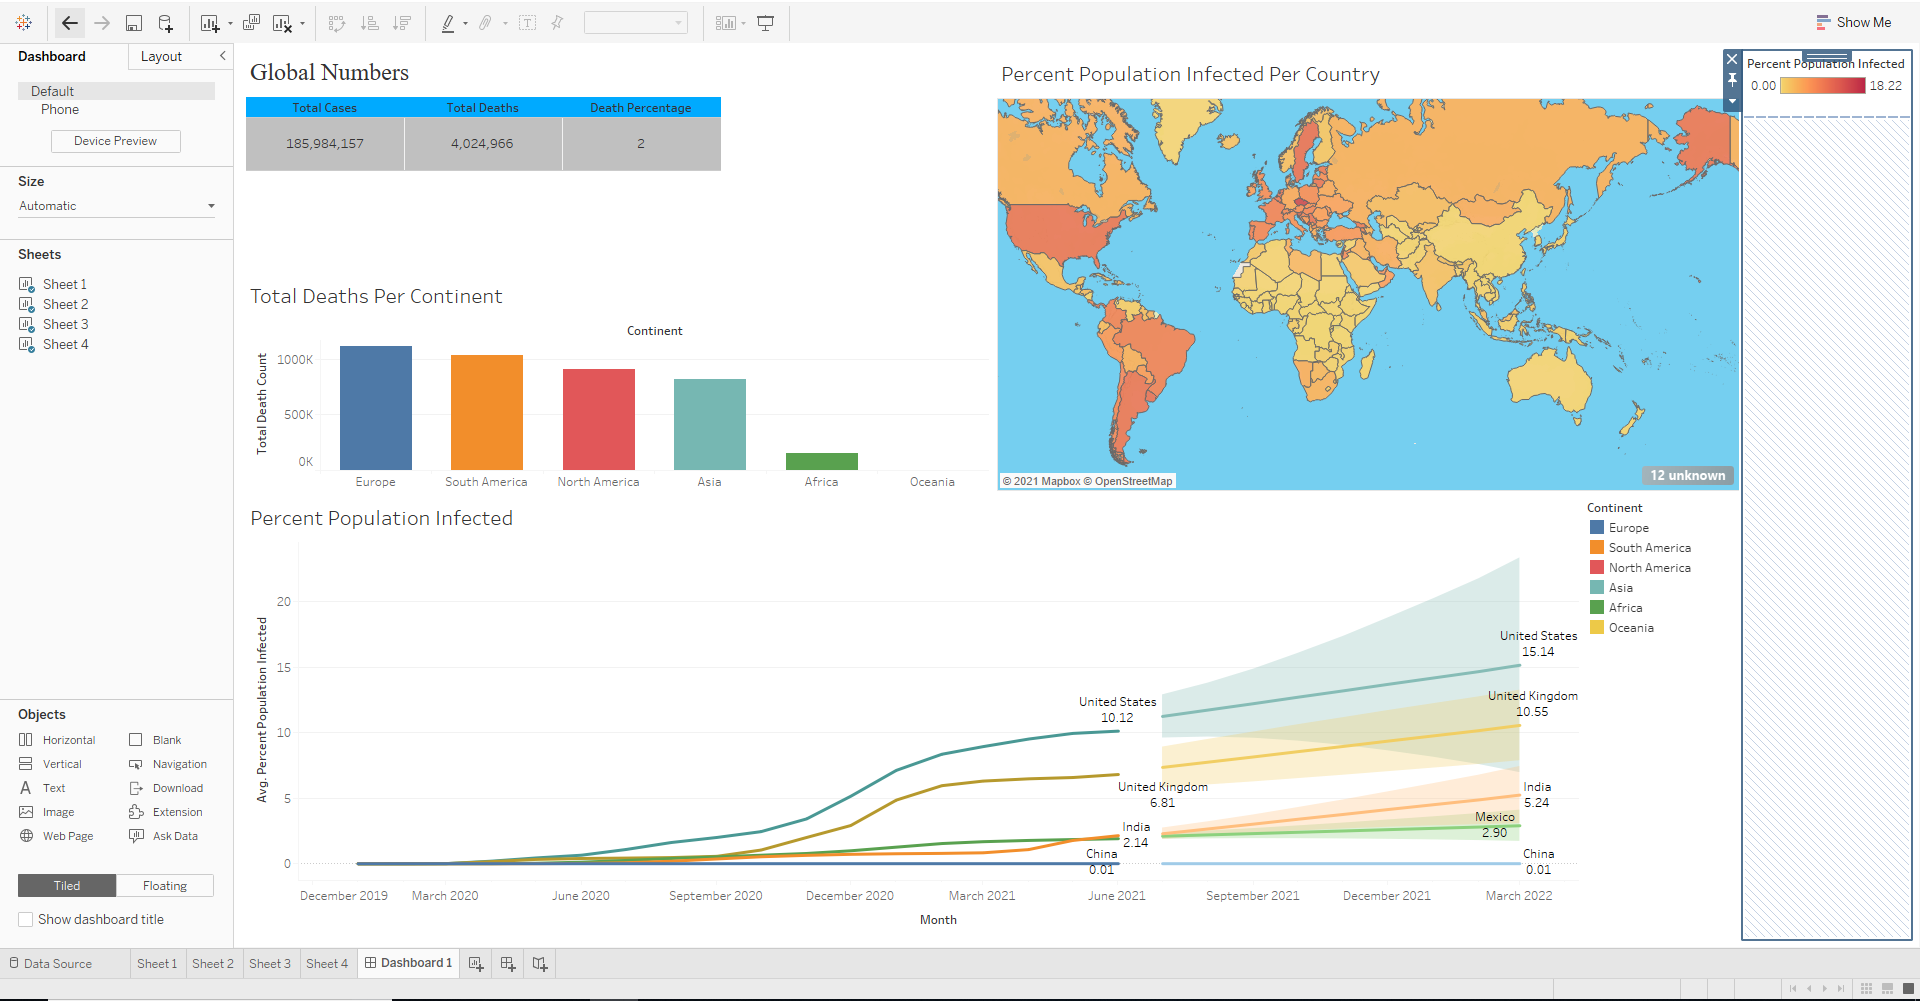 Show Me
Dashboard
Layout
Default
Phone
Device Preview
Size
Automatic
Sheets
Sheet 1
Sheet 2
Sheet 3
Sheet 4
Objects
Horizontal
Blank
Vertical
Navigation
Text
Download
Image
Extension
Web Page
Ask Data
Tiled
Floating
Show dashboard title
Global Numbers
Total Cases Total Deaths Death Percentage
185,984,157 4,024,966 2
Total Deaths Per Continent
Continent
Total Death Count
1000K
500K
0K
Europe South America North America Asia Africa Oceania
Percent Population Infected Per Country
© 2021 Mapbox © OpenStreetMap
12 unknown
Percent Population Infected
0.00 18.22
Percent Population Infected
Avg. Percent Population Infected
20
15
10
5
0
United States
10.12
United Kingdom
6.81
India
2.14
China
0.01
United States
15.14
United Kingdom
10.55
India
5.24
Mexico
2.90
China
0.01
December 2019 March 2020 June 2020 September 2020 December 2020 March 2021 June 2021 September 2021 December 2021 March 2022
Month
Continent
Europe
South America
North America
Asia
Africa
Oceania
Data Source
Sheet 1
Sheet 2
Sheet 3
Sheet 4
Dashboard 1